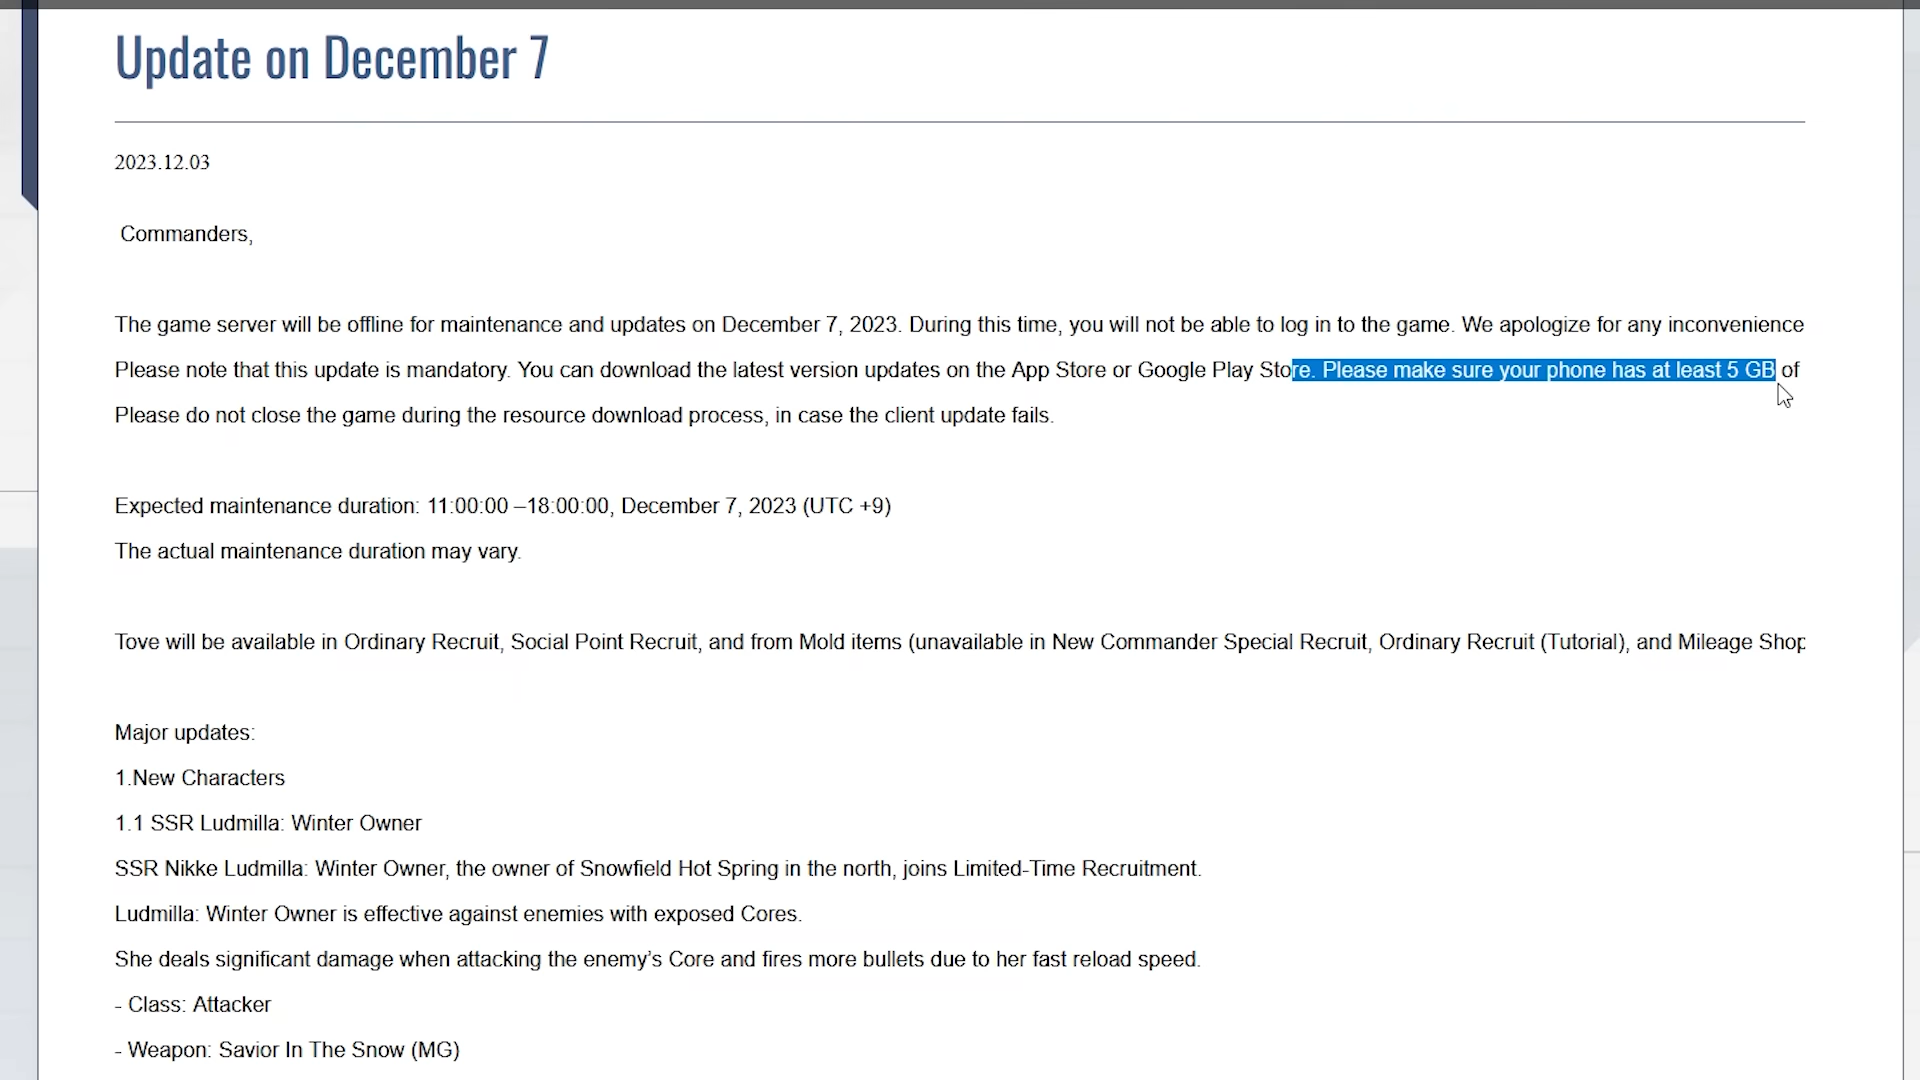 Update on December 7
2023.12.03
Commanders,
The game server will be offline for maintenance and updates on December 7, 2023. During this time, you will not be able to log in to the game. We apologize for any inconvenience
Please note that this update is mandatory. You can download the latest version updates on the App Store or Google Play Store. Please make sure your phone has at least 5 GB of
Please do not close the game during the resource download process, in case the client update fails.
Expected maintenance duration: 11:00:00 –18:00:00, December 7, 2023 (UTC +9)
The actual maintenance duration may vary.
Tove will be available in Ordinary Recruit, Social Point Recruit, and from Mold items (unavailable in New Commander Special Recruit, Ordinary Recruit (Tutorial), and Mileage Shop
Major updates:
1.New Characters
1.1 SSR Ludmilla: Winter Owner
SSR Nikke Ludmilla: Winter Owner, the owner of Snowfield Hot Spring in the north, joins Limited-Time Recruitment.
Ludmilla: Winter Owner is effective against enemies with exposed Cores.
She deals significant damage when attacking the enemy’s Core and fires more bullets due to her fast reload speed.
- Class: Attacker
- Weapon: Savior In The Snow (MG)